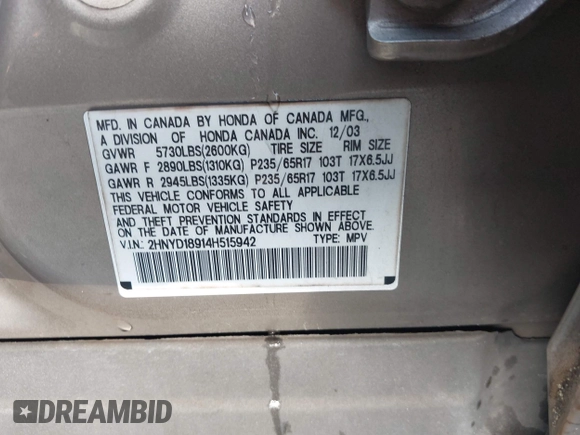 MFD. IN CANADA BY HONDA OF CANADA MFG.,
A DIVISION OF HONDA CANADA INC. 12/03
GVWR 5730LBS(2600KG) TIRE SIZE RIM SIZE
GAWR F 2890LBS(1310KG) P235/65R17 103T 17X6.5JJ
GAWR R 2945LBS(1335KG) P235/65R17 103T 17X6.5JJ
THIS VEHICLE CONFORMS TO ALL APPLICABLE
FEDERAL MOTOR VEHICLE SAFETY
AND THEFT PREVENTION STANDARDS IN EFFECT
ON THE DATE OF MANUFACTURE SHOWN ABOVE.
V.I.N.: 2HNYD18914H515942 TYPE: MPV
DREAMBID